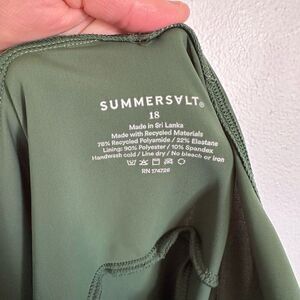 SUMMERSALT®
18
Made in Sri Lanka
Made with Recycled Materials
78% Recycled Polyamide / 22% Elastane
Lining: 90% Polyester / 10% Spandex
Handwash cold / Line dry / No bleach or iron
RN 174726